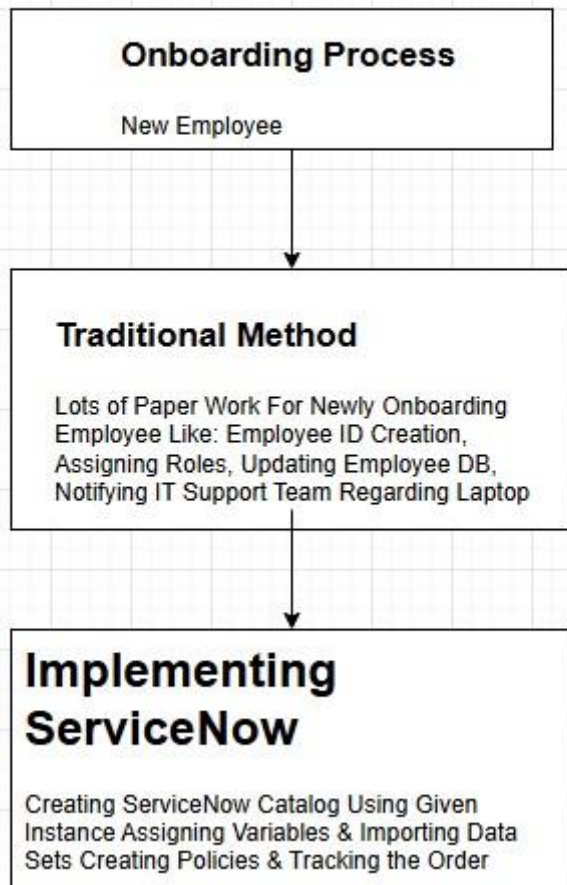 Onboarding Process
New Employee
Traditional Method
Lots of Paper Work For Newly Onboarding
Employee Like: Employee ID Creation,
Assigning Roles, Updating Employee DB,
Notifying IT Support Team Regarding Laptop
Implementing
ServiceNow
Creating ServiceNow Catalog Using Given
Instance Assigning Variables & Importing Data
Sets Creating Policies & Tracking the Order